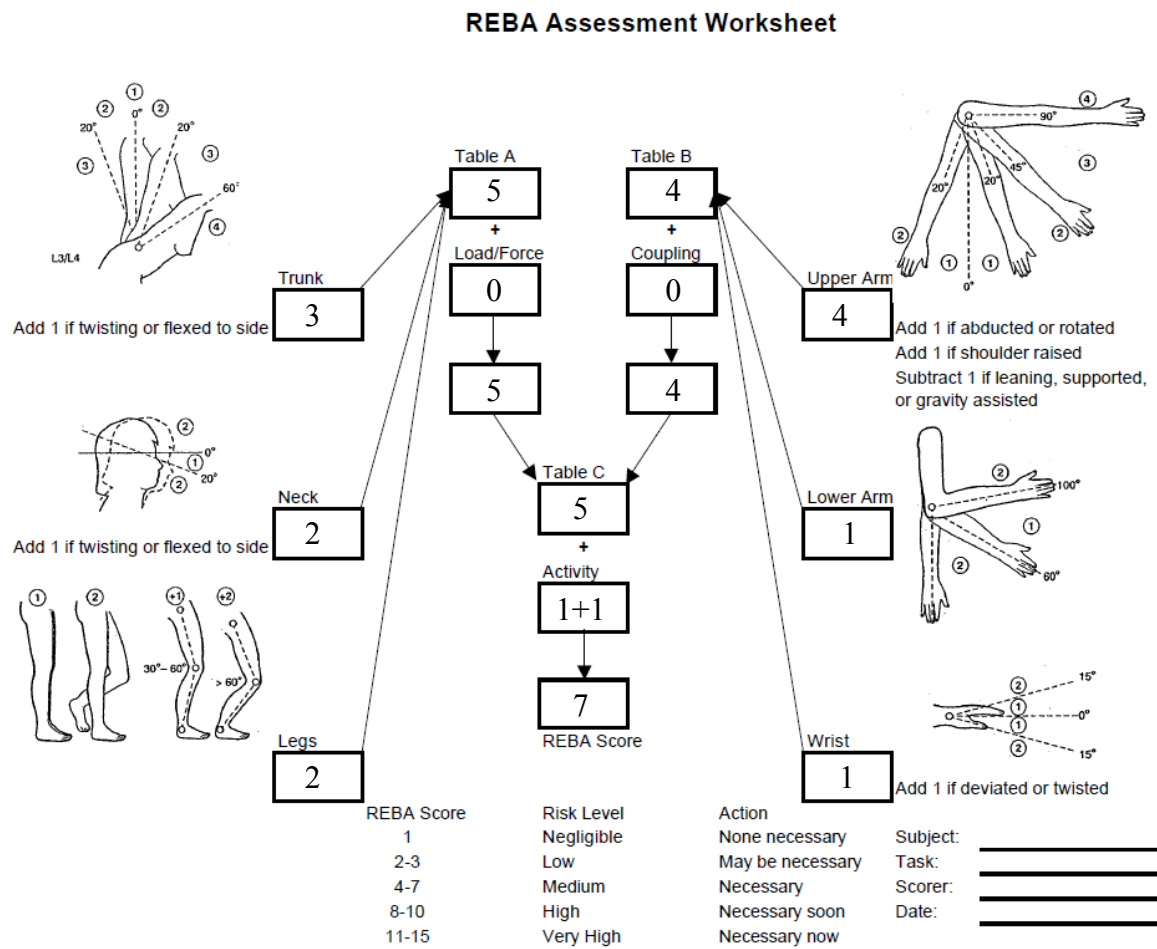 REBA Assessment Worksheet
① ② ② 0° 20° 20° ③ ③ 60° ④
L3/L4
Trunk
3
Add 1 if twisting or flexed to side
② 0° ① 20° ②
Neck
2
Add 1 if twisting or flexed to side
① ② +1 +2
30°– 60° > 60°
Legs
2
Table A
5
+
Load/Force
0
5
Table B
4
+
Coupling
0
4
Table C
5
+
Activity
1+1
7
REBA Score
④ 90° ③ 45° 20° 20° ② ② ① ① 0°
Upper Arm
4
Add 1 if abducted or rotated
Add 1 if shoulder raised
Subtract 1 if leaning, supported,
or gravity assisted
② 100° ① ② 60°
Lower Arm
1
② 15° ① 0° ① ② 15°
Wrist
1
Add 1 if deviated or twisted
REBA Score Risk Level Action
1 Negligible None necessary
2-3 Low May be necessary
4-7 Medium Necessary
8-10 High Necessary soon
11-15 Very High Necessary now
Subject:
Task:
Scorer:
Date: